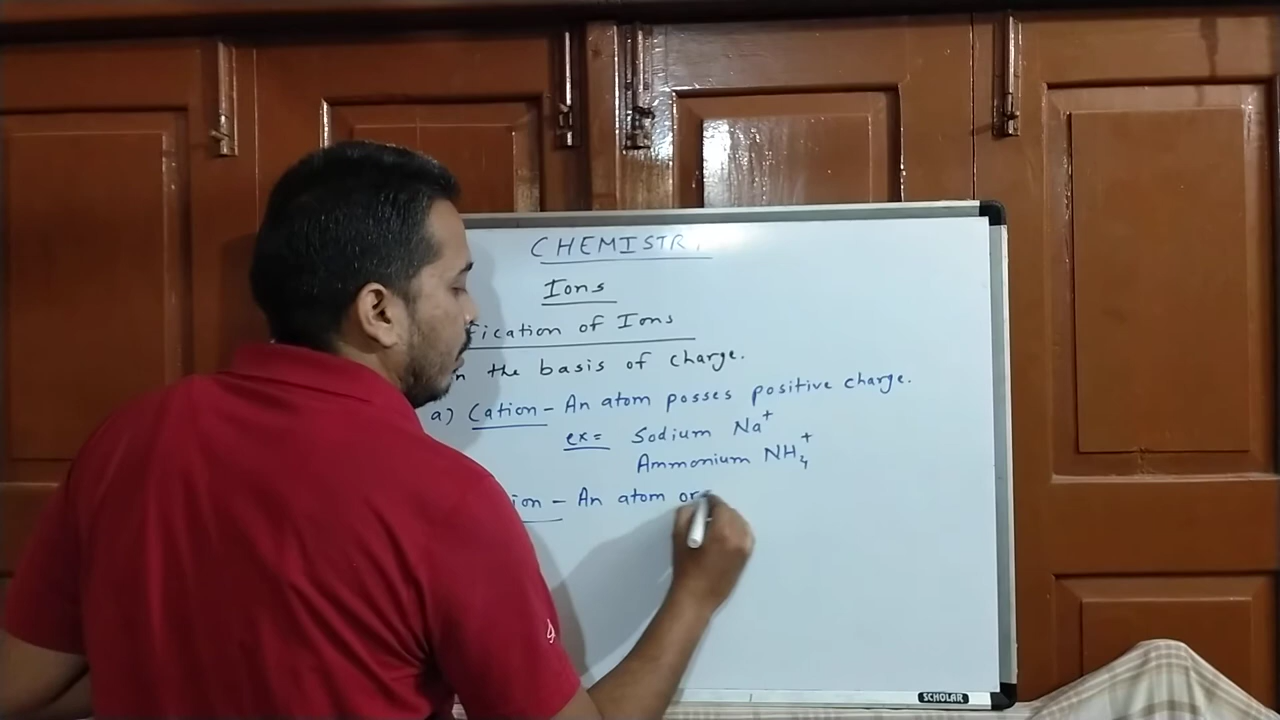 CHEMISTR
Ions
fication of Ions
n the basis of charge.
a) Cation - An atom posses positive charge.
ex= Sodium Na⁺
Ammonium NH₄⁺
ion - An atom or
SCHOLAR